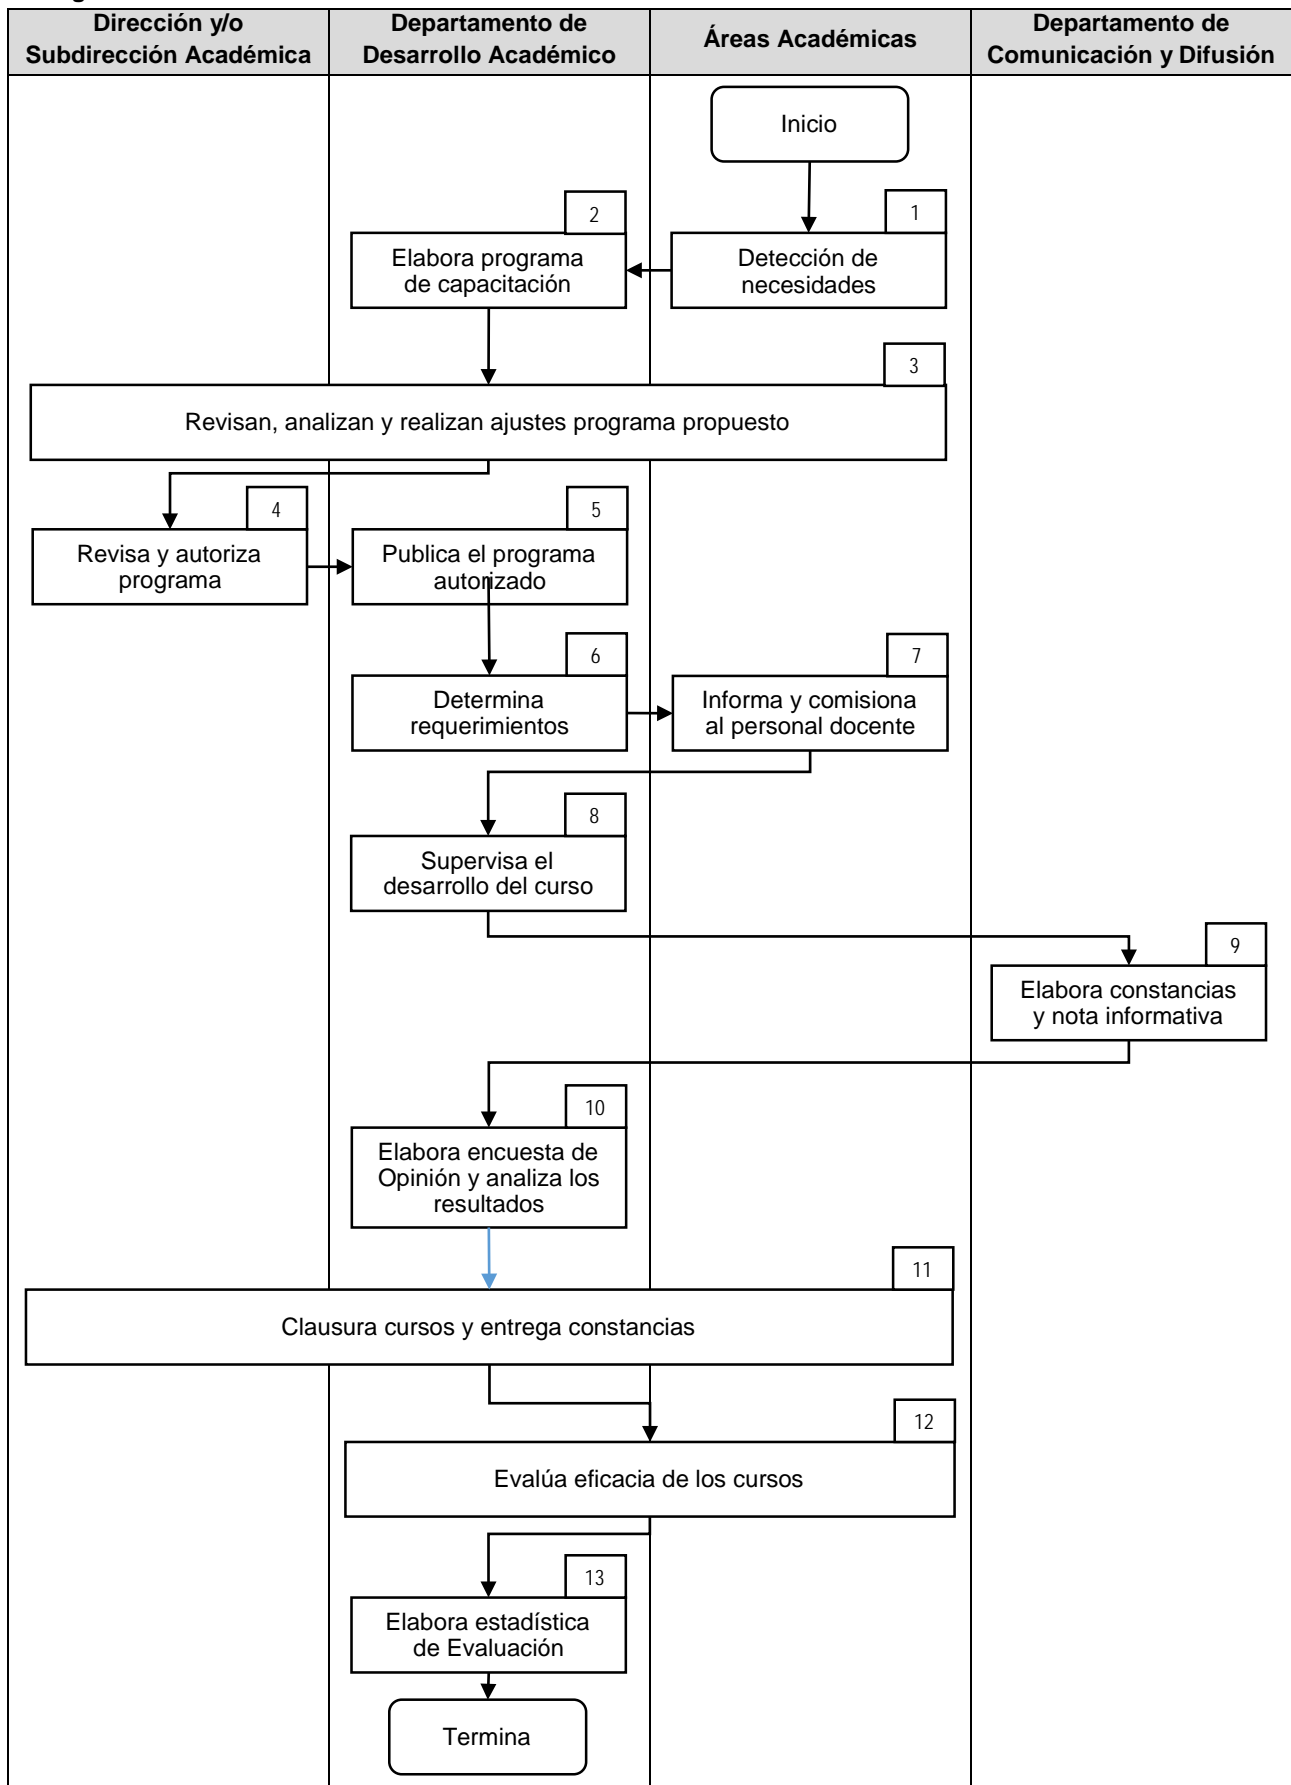 Dirección y/o
Subdirección Académica
Departamento de
Desarrollo Académico
Áreas Académicas
Departamento de
Comunicación y Difusión
Inicio
1
Detección de
necesidades
2
Elabora programa
de capacitación
3
Revisan, analizan y realizan ajustes programa propuesto
4
Revisa y autoriza
programa
5
Publica el programa
autorizado
6
Determina
requerimientos
7
Informa y comisiona
al personal docente
8
Supervisa el
desarrollo del curso
9
Elabora constancias
y nota informativa
10
Elabora encuesta de
Opinión y analiza los
resultados
11
Clausura cursos y entrega constancias
12
Evalúa eficacia de los cursos
13
Elabora estadística
de Evaluación
Termina